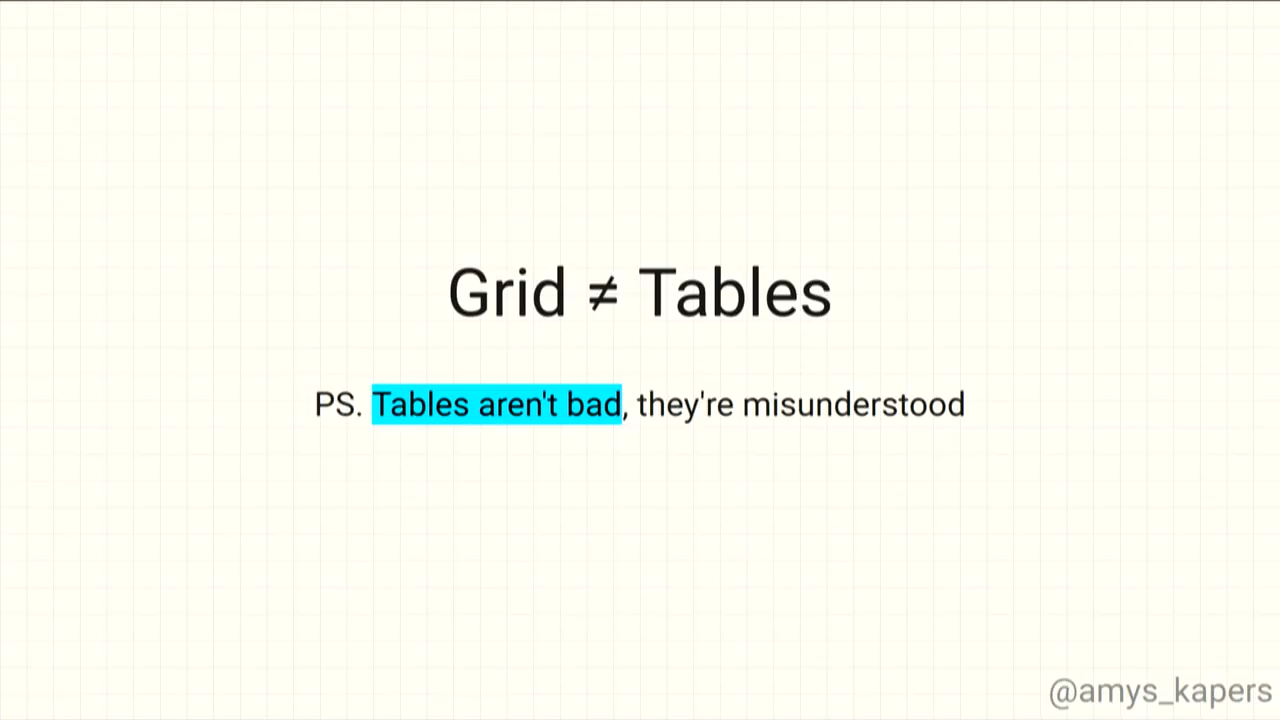 Grid ≠ Tables
PS. Tables aren't bad, they're misunderstood
@amys_kapers